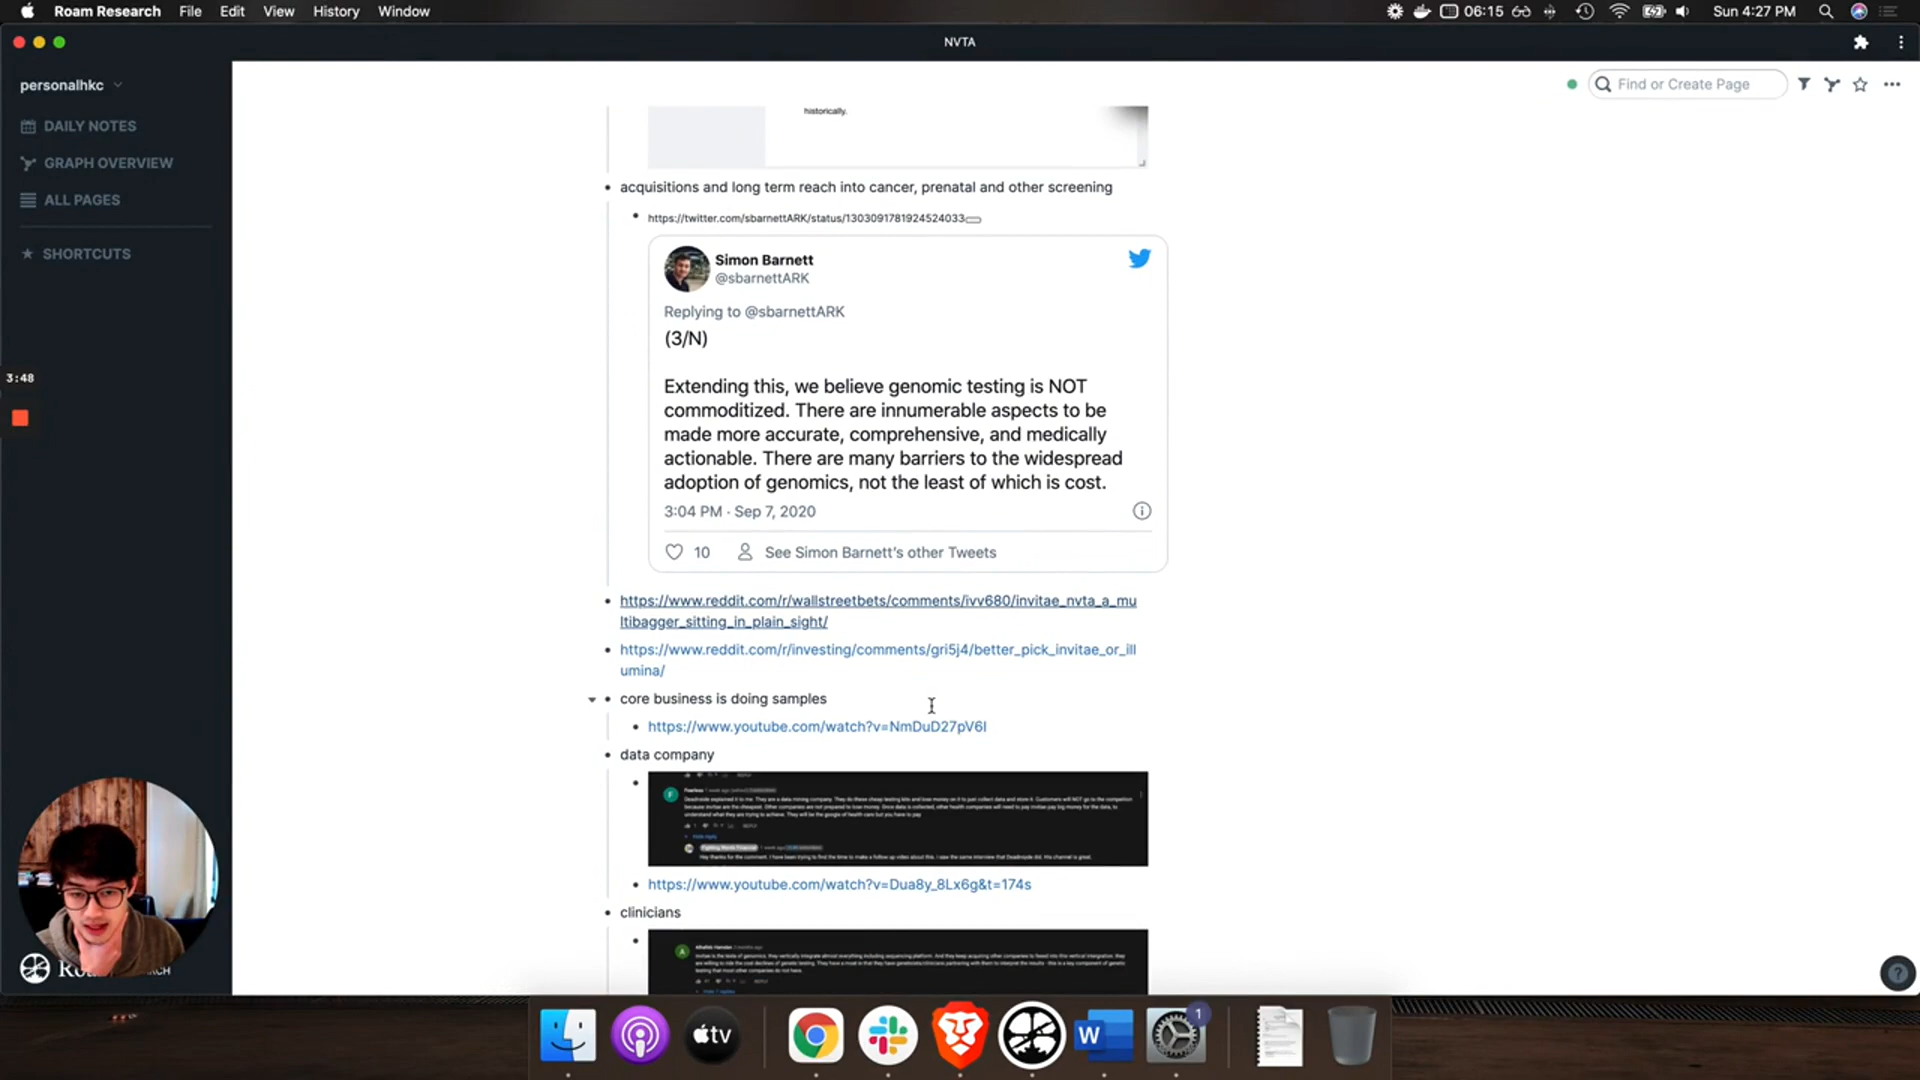 Roam Research File Edit View History Window
06:15
Sun 4:27 PM
NVTA
personalhkc
Find or Create Page
DAILY NOTES
GRAPH OVERVIEW
ALL PAGES
SHORTCUTS
3:48
historically.
acquisitions and long term reach into cancer, prenatal and other screening
https://twitter.com/sbarnettARK/status/1303091781924524033
Simon Barnett
@sbarnettARK
Replying to @sbarnettARK
(3/N)
Extending this, we believe genomic testing is NOT
commoditized. There are innumerable aspects to be
made more accurate, comprehensive, and medically
actionable. There are many barriers to the widespread
adoption of genomics, not the least of which is cost.
3:04 PM · Sep 7, 2020
10 See Simon Barnett's other Tweets
https://www.reddit.com/r/wallstreetbets/comments/ivv680/invitae_nvta_a_mu
ltibagger_sitting_in_plain_sight/
https://www.reddit.com/r/investing/comments/gri5j4/better_pick_invitae_or_ill
umina/
core business is doing samples
https://www.youtube.com/watch?v=NmDuD27pV6I
data company
https://www.youtube.com/watch?v=Dua8y_8Lx6g&t=174s
clinicians
tv
W
1